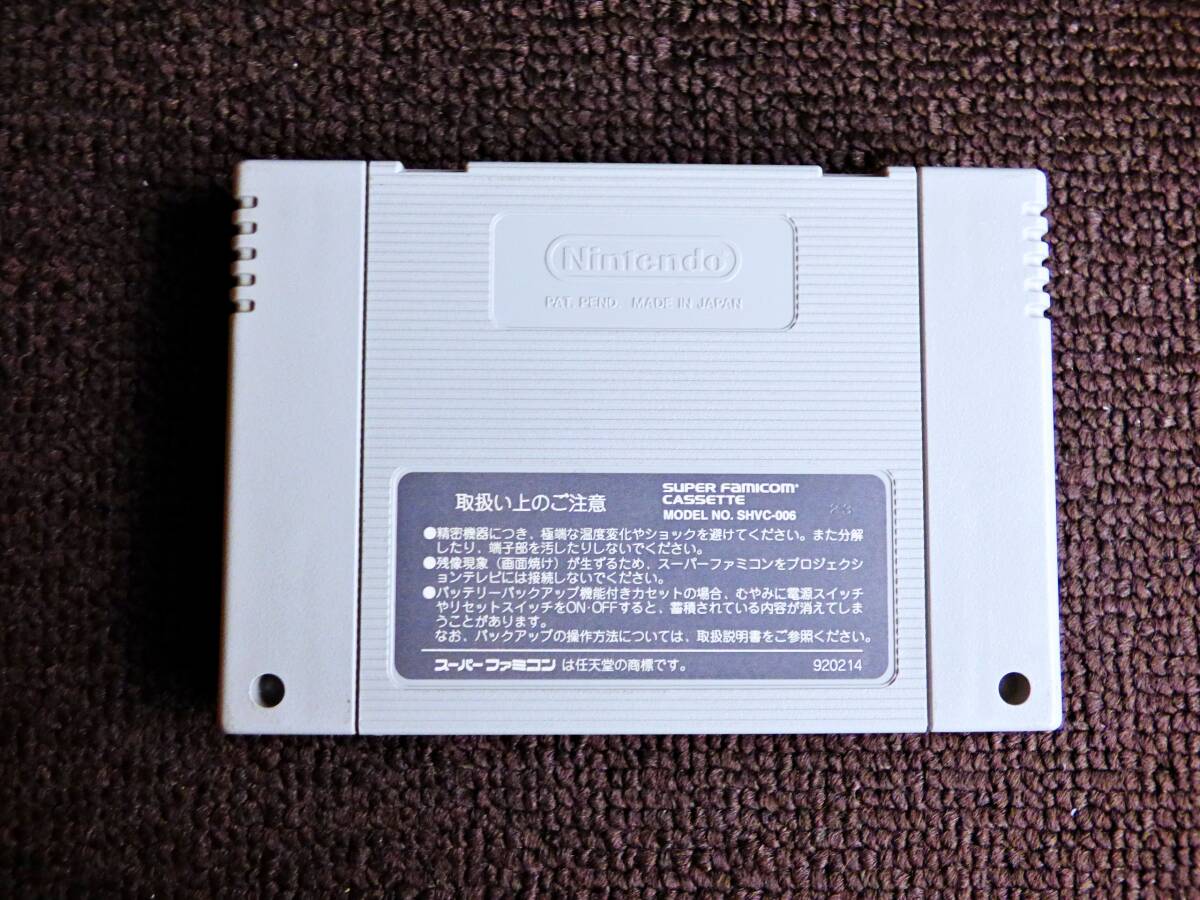 Nintendo
PAT. PEND. MADE IN JAPAN
取扱い上のご注意
SUPER FAMICOM
CASSETTE
MODEL NO. SHVC-006
23
●精密機器につき、極端な温度変化やショックを避けてください。また分解
したり、端子部を汚したりしないでください。
●残像現象（画面焼け）が生ずるため、スーパーファミコンをプロジェクシ
ョンテレビには接続しないでください。
●バッテリーバックアップ機能付きカセットの場合、むやみに電源スイッチ
やリセットスイッチをON·OFFすると、蓄積されている内容が消えてしま
うことがあります。
なお、バックアップの操作方法については、取扱説明書をご参照ください。
スーパーファミコン は任天堂の商標です。
920214